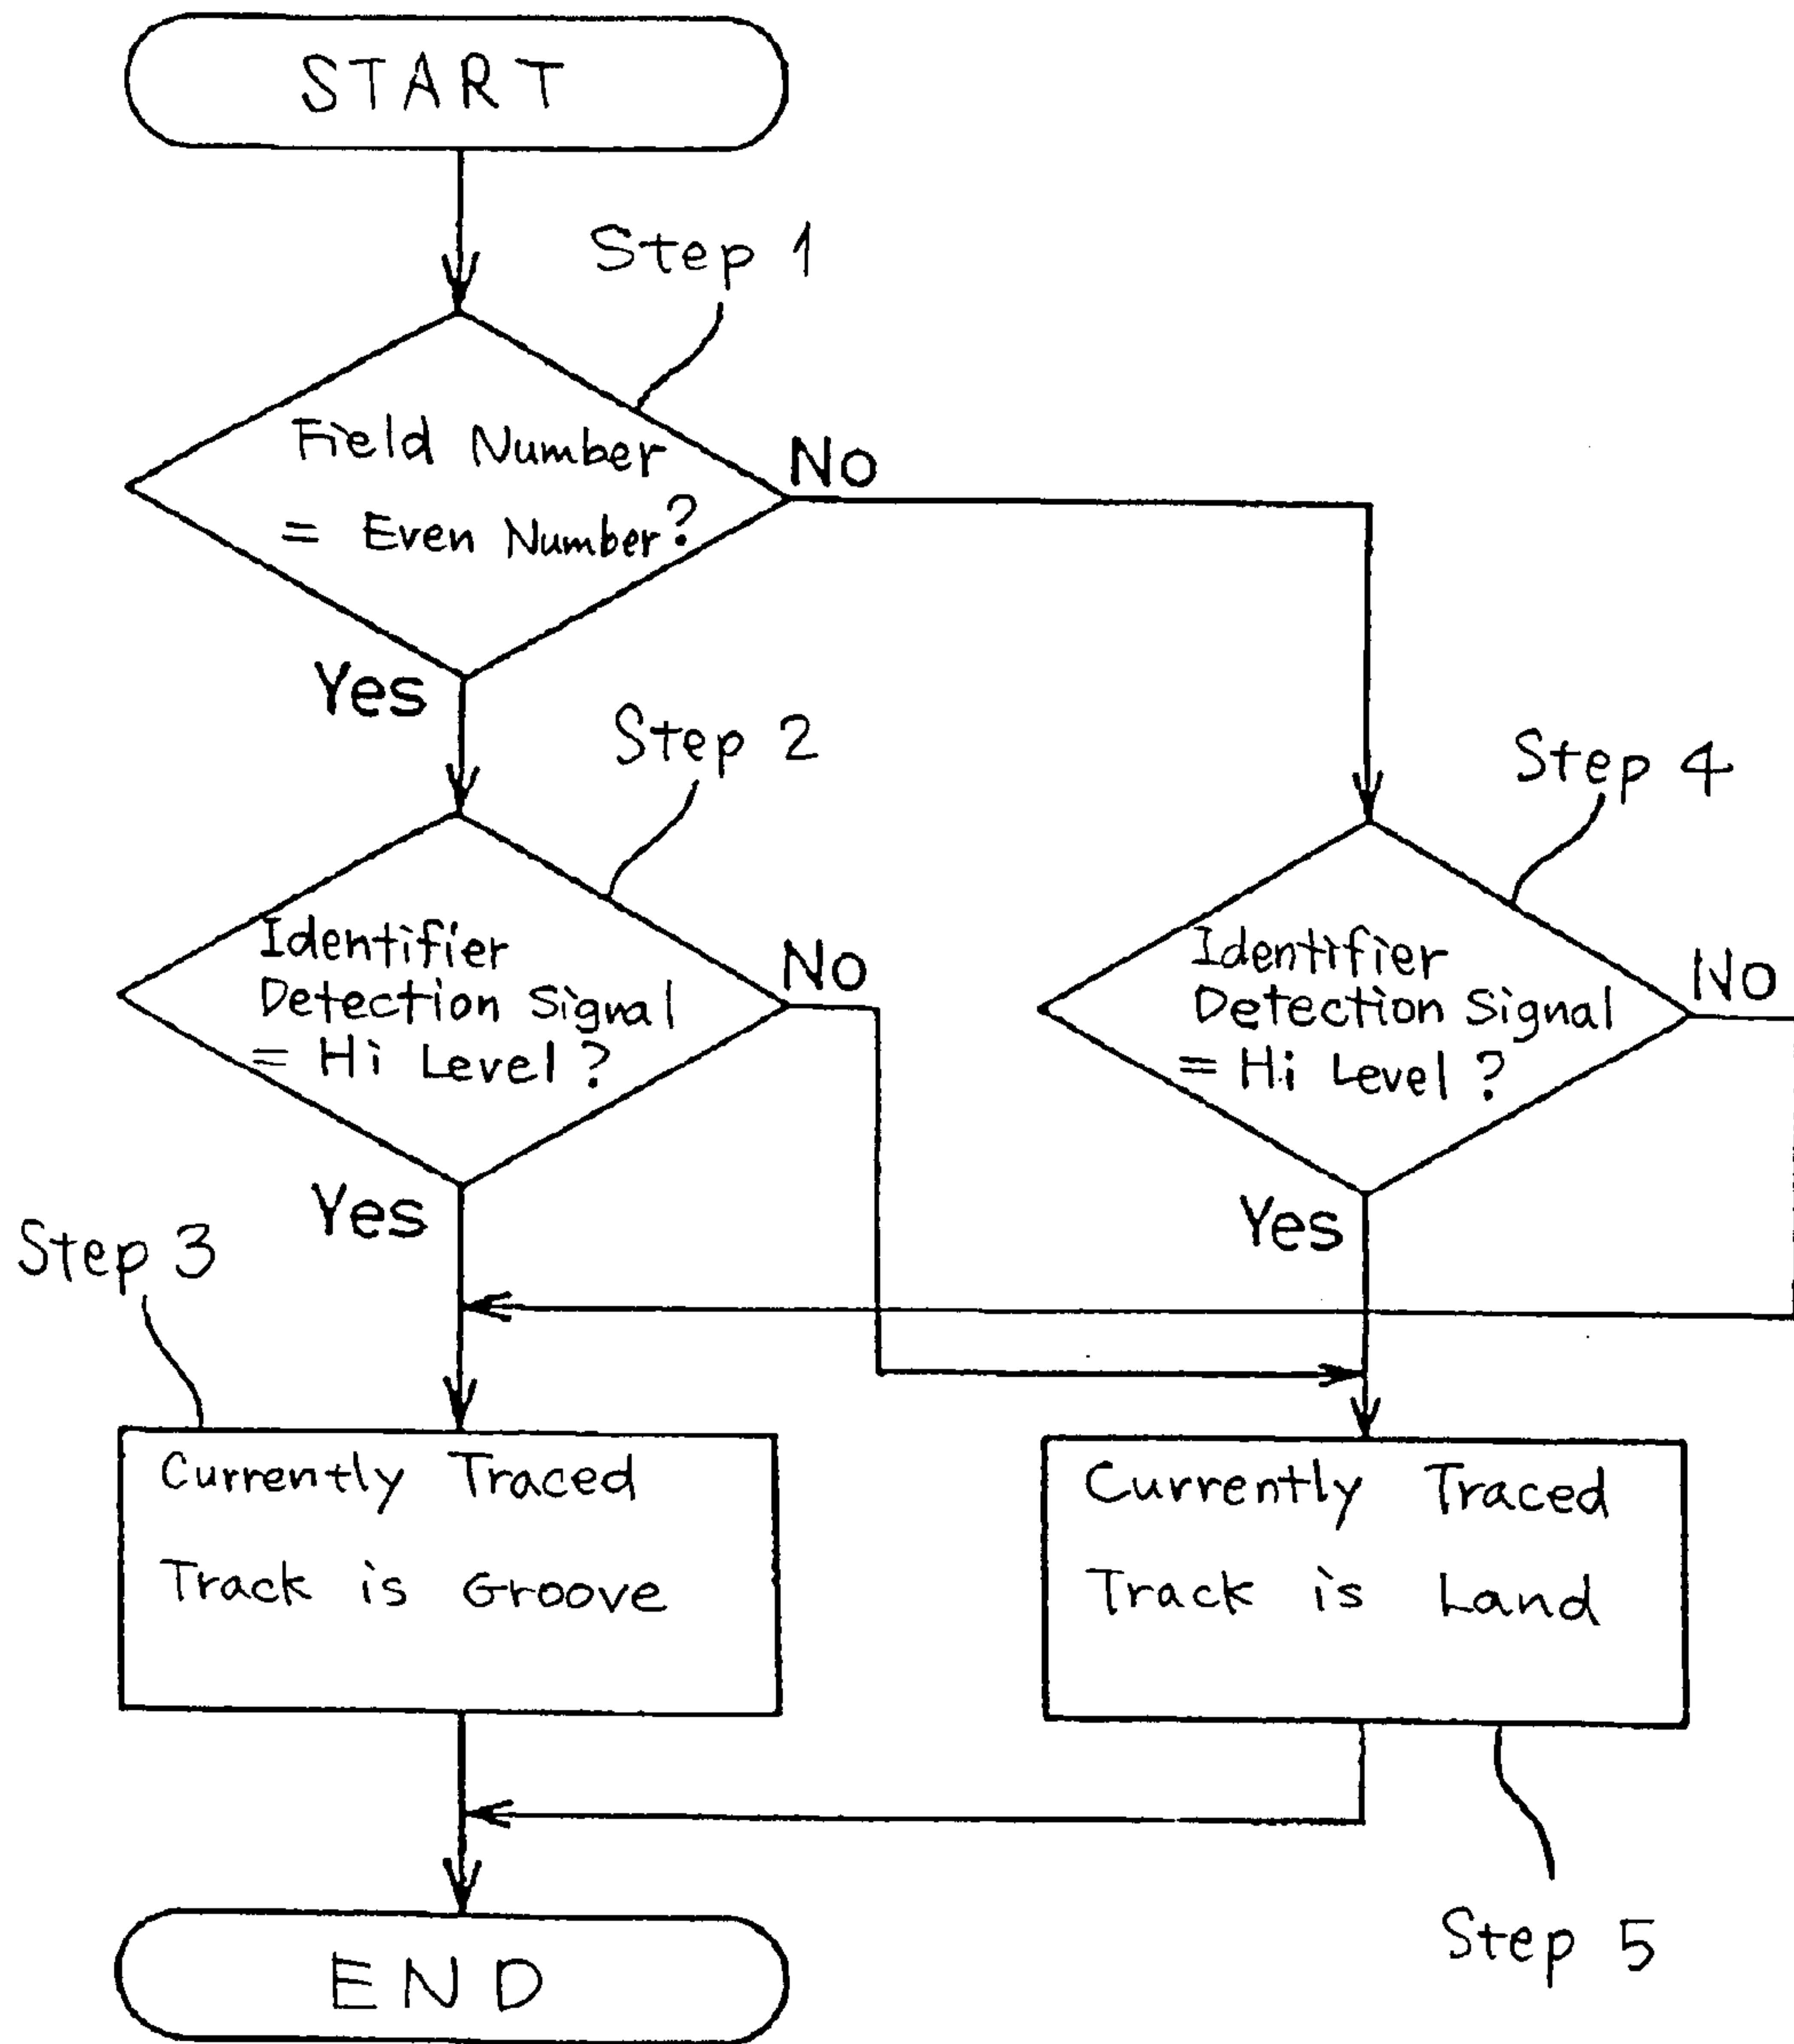 START
Step 1
Field Number
= Even Number?
No
Yes
Step 2
Identifier
Detection Signal
= Hi Level ?
No
Yes
Step 4
Identifier
Detection Signal
= Hi Level ?
No
Yes
Step 3
Currently Traced
Track is Groove
Currently Traced
Track is Land
Step 5
END